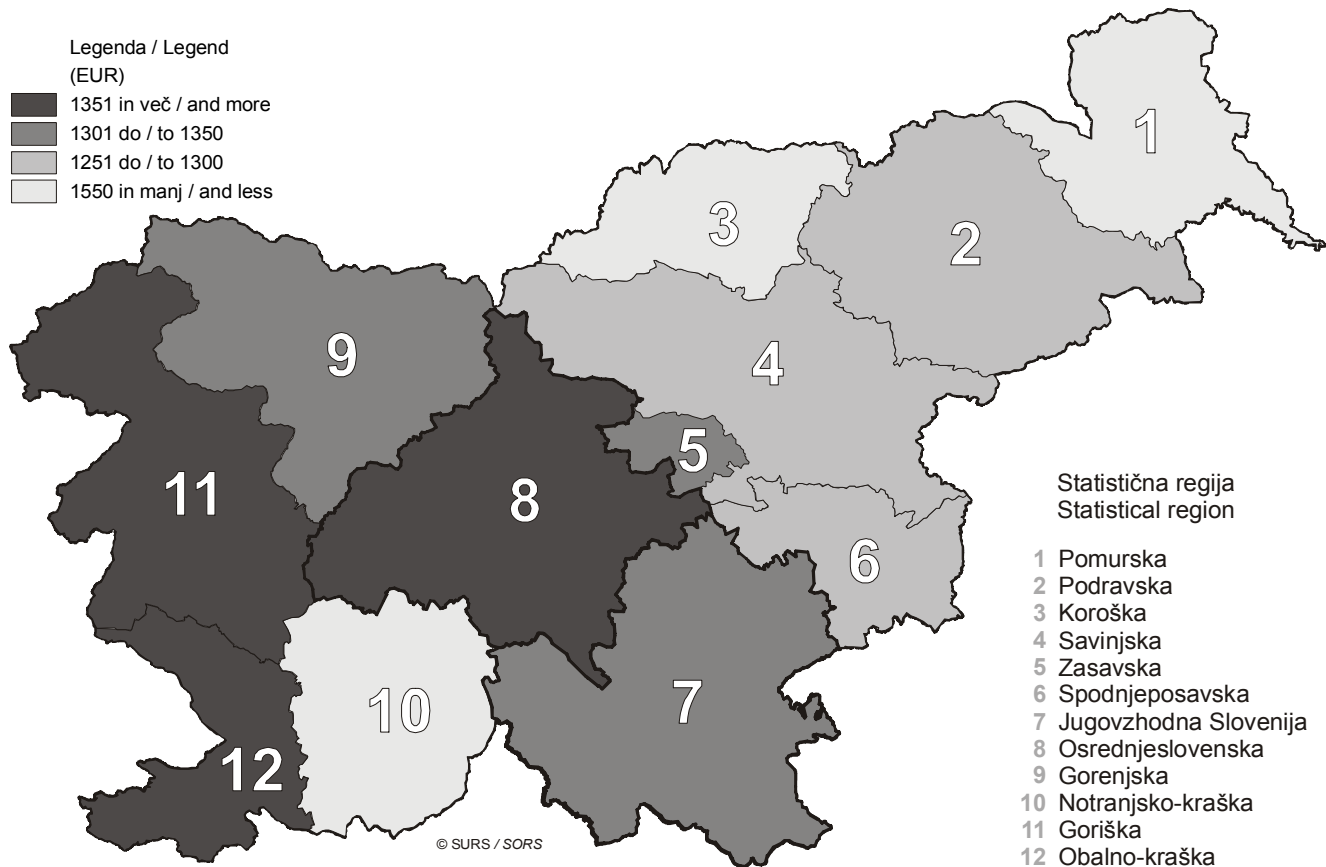 Legenda / Legend
(EUR)
1351 in več / and more
1301 do / to 1350
1251 do / to 1300
1550 in manj / and less
1
3
2
9
4
5
11
8
6
7
10
12
Statistična regija
Statistical region
1 Pomurska
2 Podravska
3 Koroška
4 Savinjska
5 Zasavska
6 Spodnjeposavska
7 Jugovzhodna Slovenija
8 Osrednjeslovenska
9 Gorenjska
10 Notranjsko-kraška
11 Goriška
12 Obalno-kraška
© SURS / SORS